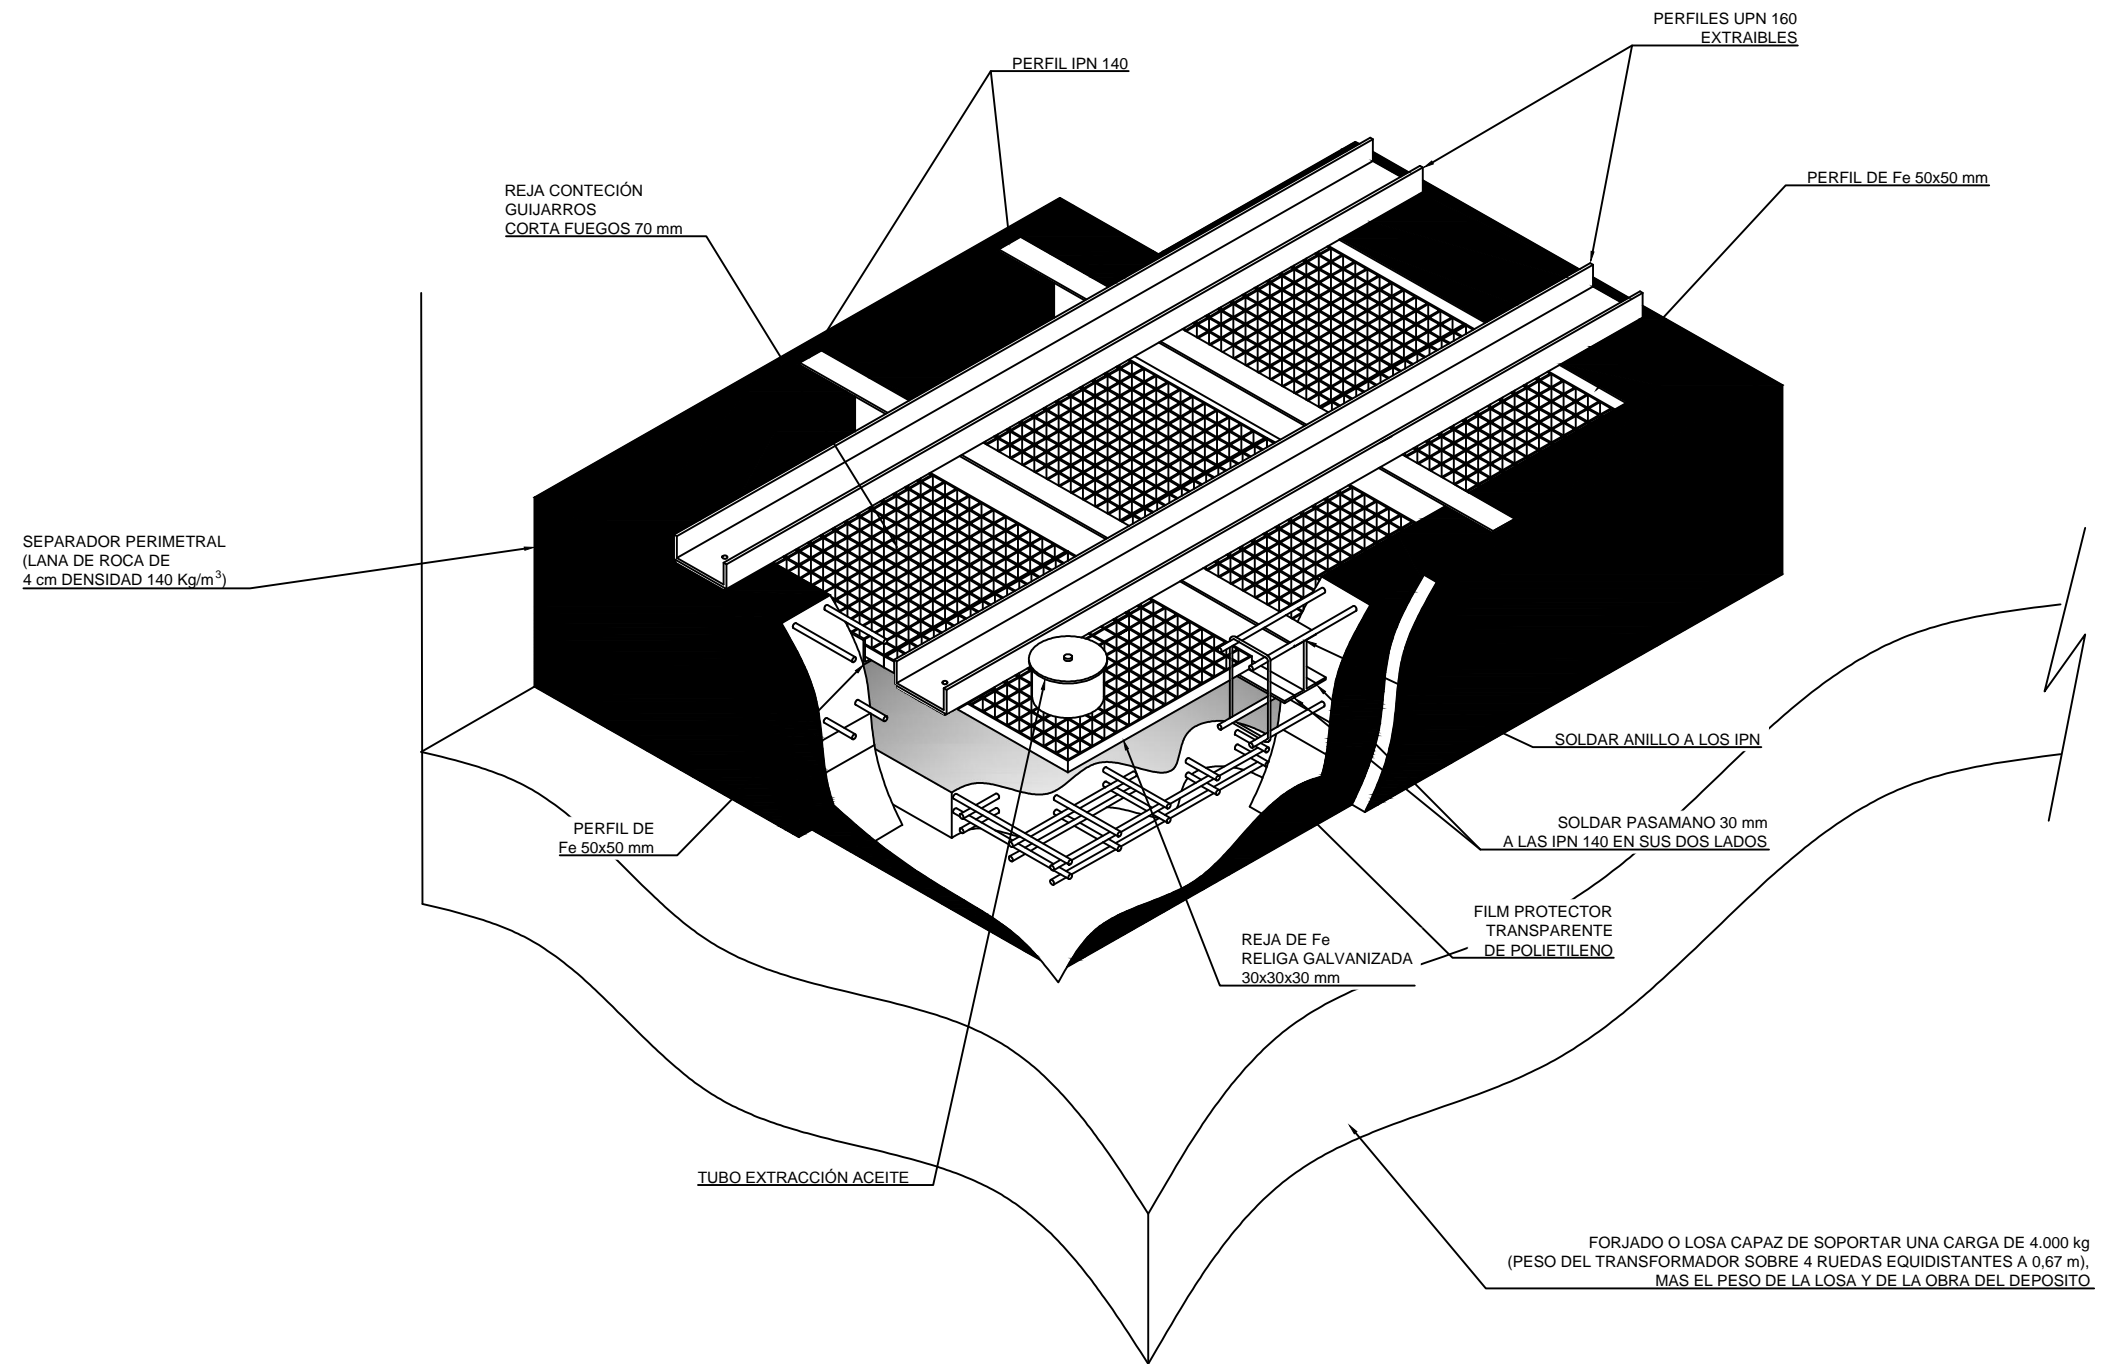 PERFILES UPN 160
EXTRAIBLES
PERFIL IPN 140
REJA CONTECIÓN
GUIJARROS
CORTA FUEGOS 70 mm
PERFIL DE Fe 50x50 mm
SEPARADOR PERIMETRAL
(LANA DE ROCA DE
4 cm DENSIDAD 140 Kg/m³)
SOLDAR ANILLO A LOS IPN
PERFIL DE
Fe 50x50 mm
SOLDAR PASAMANO 30 mm
A LAS IPN 140 EN SUS DOS LADOS
FILM PROTECTOR
TRANSPARENTE
DE POLIETILENO
REJA DE Fe
RELIGA GALVANIZADA
30x30x30 mm
TUBO EXTRACCIÓN ACEITE
FORJADO O LOSA CAPAZ DE SOPORTAR UNA CARGA DE 4.000 kg
(PESO DEL TRANSFORMADOR SOBRE 4 RUEDAS EQUIDISTANTES A 0,67 m),
MAS EL PESO DE LA LOSA Y DE LA OBRA DEL DEPOSITO